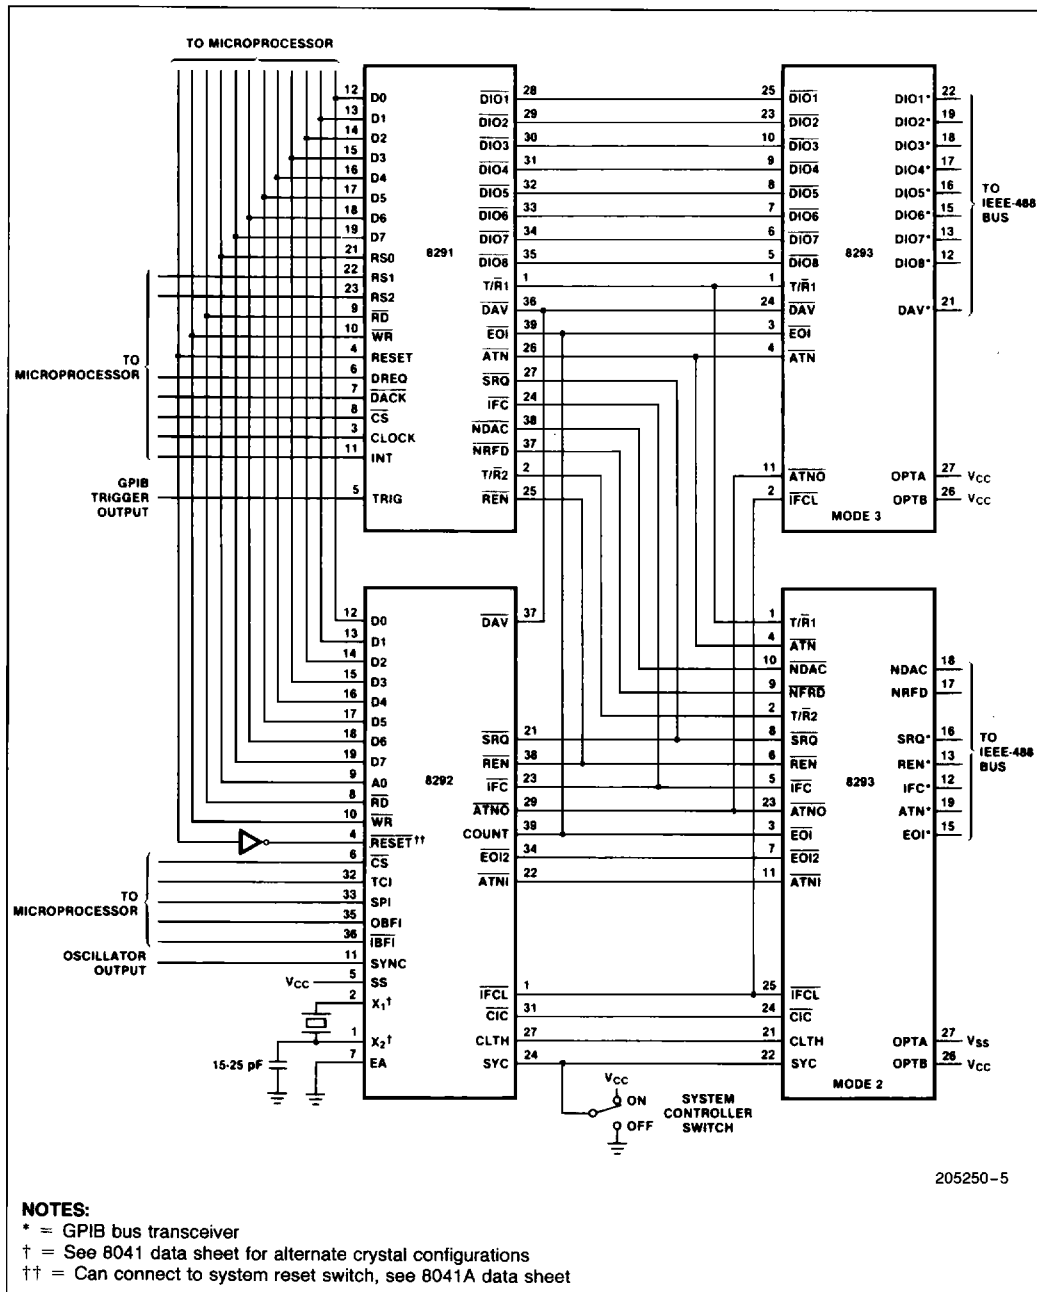 TO MICROPROCESSOR
12 D0
13 D1
14 D2
15 D3
16 D4
17 D5
18 D6
19 D7
21 RS0
22 RS1
23 RS2
9 RD
10 WR
4 RESET
6 DREQ
7 DACK
8 CS
3 CLOCK
11 INT
5 TRIG
TO
MICROPROCESSOR
GPIB
TRIGGER
OUTPUT
8291
DIO1 28
DIO2 29
DIO3 30
DIO4 31
DIO5 32
DIO6 33
DIO7 34
DIO8 35
T/R1 1
DAV 36
EOI 39
ATN 26
SRQ 27
IFC 24
NDAC 38
NRFD 37
T/R2 2
REN 25
25 DIO1
23 DIO2
10 DIO3
9 DIO4
8 DIO5
7 DIO6
6 DIO7
5 DIO8
1 T/R1
24 DAV
3 EOI
4 ATN
11 ATNO
2 IFCL
8293
MODE 3
DIO1* 22
DIO2* 19
DIO3* 18
DIO4* 17
DIO5* 16
DIO6* 15
DIO7* 13
DIO8* 12
DAV* 21
OPTA 27 VCC
OPTB 26 VCC
TO
IEEE-488
BUS
12 D0
13 D1
14 D2
15 D3
16 D4
17 D5
18 D6
19 D7
9 A0
8 RD
10 WR
4 RESET††
6 CS
32 TCI
33 SPI
35 OBFI
36 IBFI
11 SYNC
VCC 5 SS
2 X1†
1 X2†
7 EA
TO
MICROPROCESSOR
OSCILLATOR
OUTPUT
15-25 pF
8292
DAV 37
SRQ 21
REN 38
IFC 23
ATNO 29
COUNT 39
EOI2 34
ATNI 22
IFCL 1
CIC 31
CLTH 27
SYC 24
1 T/R1
4 ATN
10 NDAC
9 NFRD
2 T/R2
8 SRQ
6 REN
5 IFC
23 ATNO
3 EOI
7 EOI2
11 ATNI
25 IFCL
24 CIC
21 CLTH
22 SYC
8293
MODE 2
NDAC 18
NRFD 17
SRQ* 16
REN* 13
IFC* 12
ATN* 19
EOI* 15
OPTA 27 VSS
OPTB 26 VCC
TO
IEEE-488
BUS
VCC
ON
OFF
SYSTEM
CONTROLLER
SWITCH
205250-5
NOTES:
* = GPIB bus transceiver
† = See 8041 data sheet for alternate crystal configurations
†† = Can connect to system reset switch, see 8041A data sheet